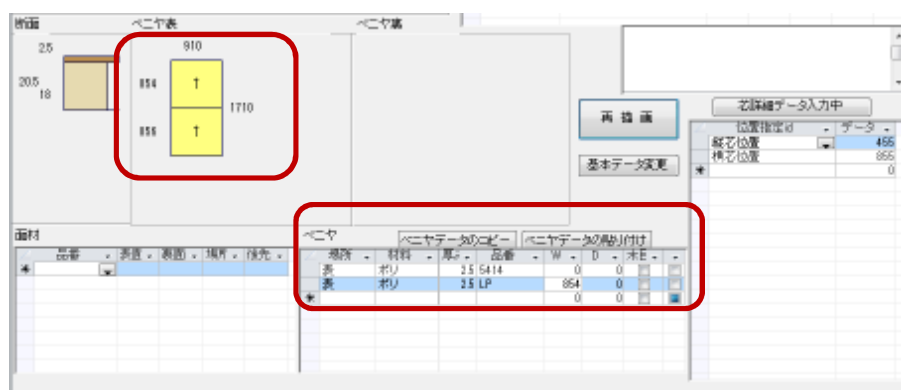 断面 ベニヤ表 ベニヤ裏
2.5
20.5
18
910
854 ↑
1710
856 ↑
再描画
基本データ変更
芯詳細データ入力中
位置指定id データ
縦芯位置 455
横芯位置 855
* 0
面材
品番 表面 裏面 場所 後先
*
ベニヤ ベニヤデータのコピー ベニヤデータの貼り付け
場所 材料 厚さ 品番 W D 木目
表 ポリ 2.5 5414 0 0
表 ポリ 2.5 LP 854 0
* 0 0